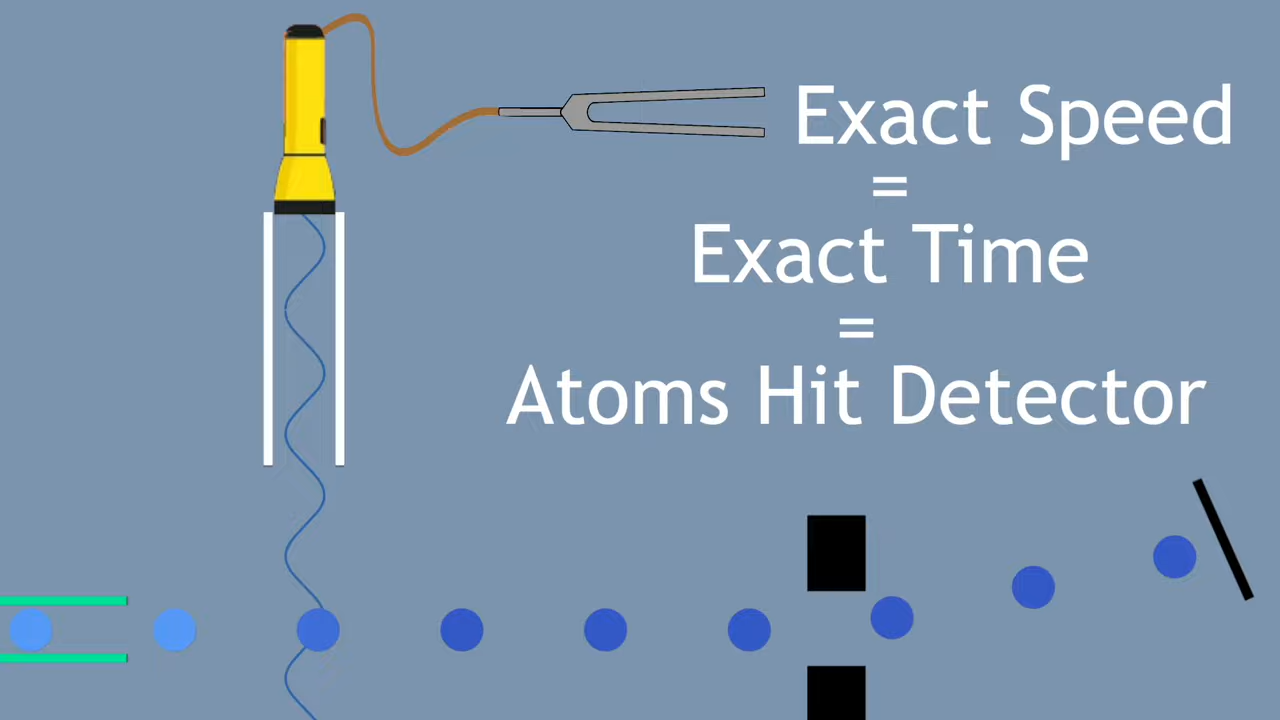 Exact Speed
=
Exact Time
=
Atoms Hit Detector